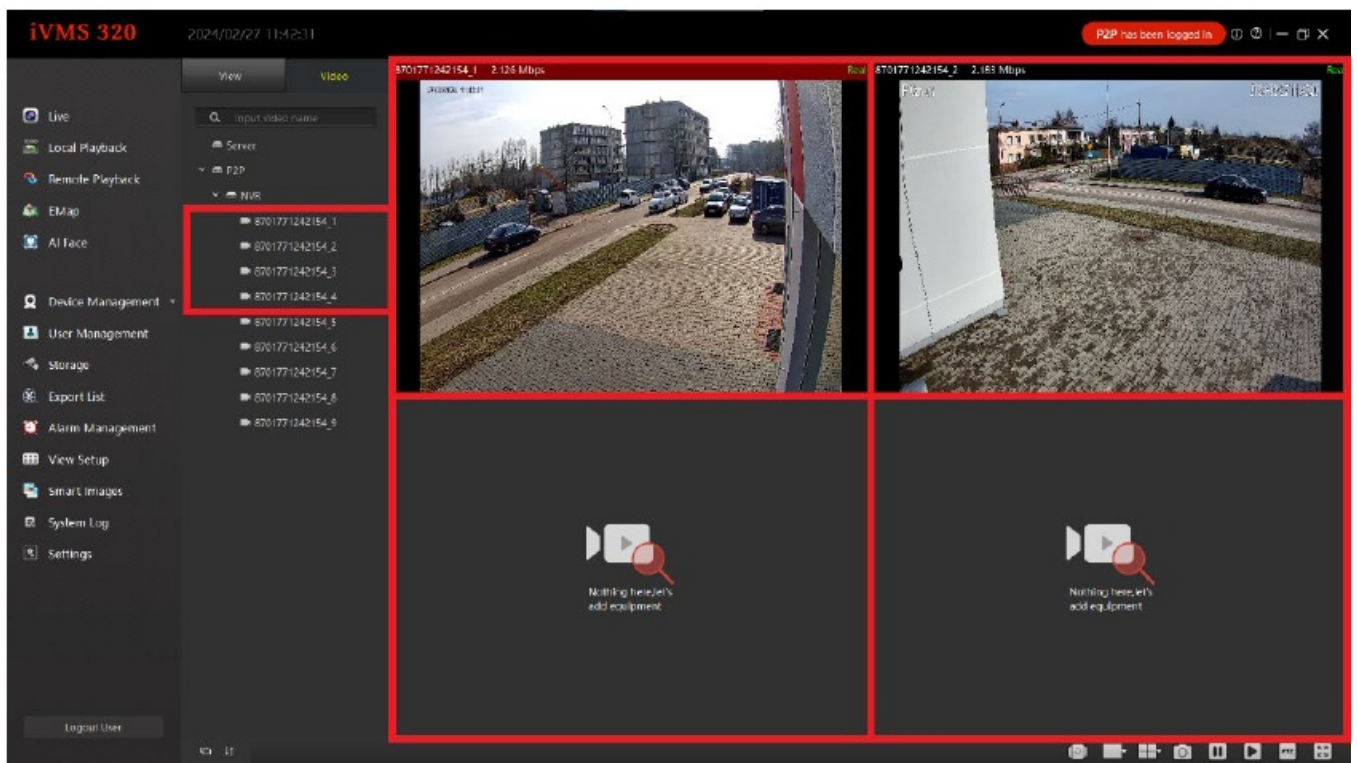 iVMS 320
2024/02/27 11:42:31
P2P has been logged in
View
Video
Input video name
Server
P2P
NVR
8701771242154_1
8701771242154_2
8701771242154_3
8701771242154_4
8701771242154_5
8701771242154_6
8701771242154_7
8701771242154_8
8701771242154_9
Live
Local Playback
Remote Playback
EMap
AI Face
Device Management
User Management
Storage
Export List
Alarm Management
View Setup
Smart Images
System Log
Settings
Logout User
8701771242154_1 2.126 Mbps Real
8701771242154_2 2.183 Mbps Real
Nothing here,let's
add equipment
Nothing here,let's
add equipment
PTZ